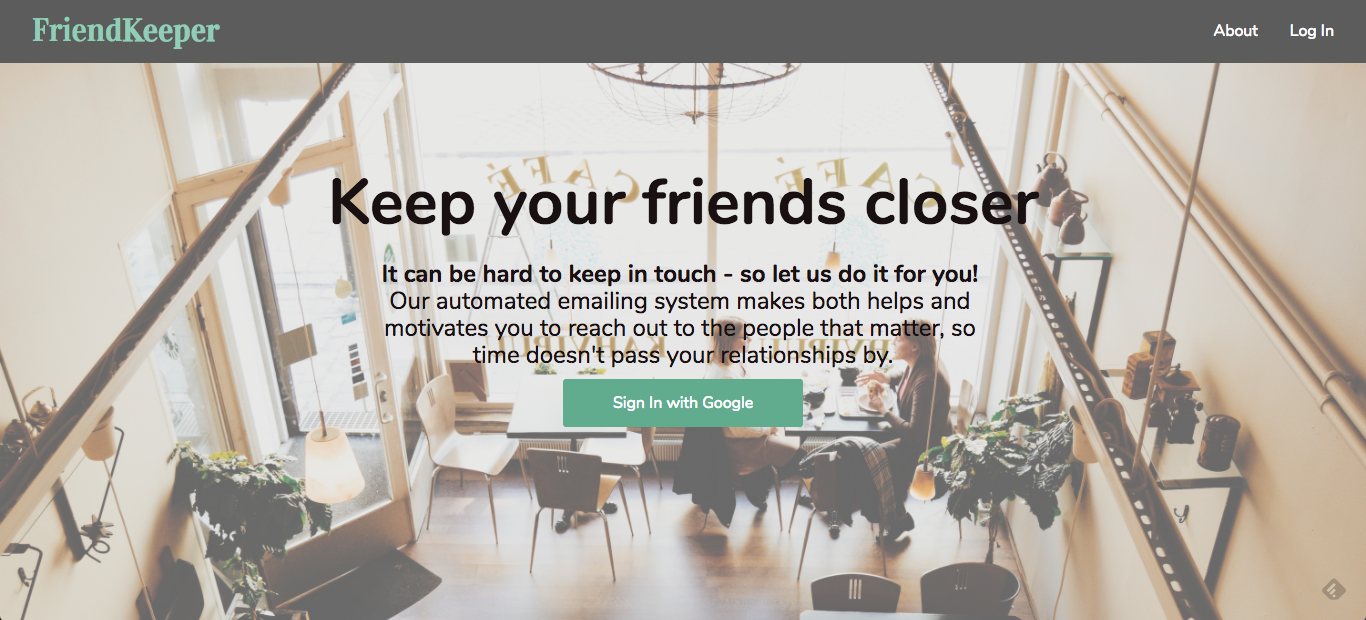 FriendKeeper
About
Log In
CAFÉ
CAFÉ
Keep your friends closer
It can be hard to keep in touch - so let us do it for you!
Our automated emailing system makes both helps and
motivates you to reach out to the people that matter, so
time doesn't pass your relationships by.
Sign In with Google